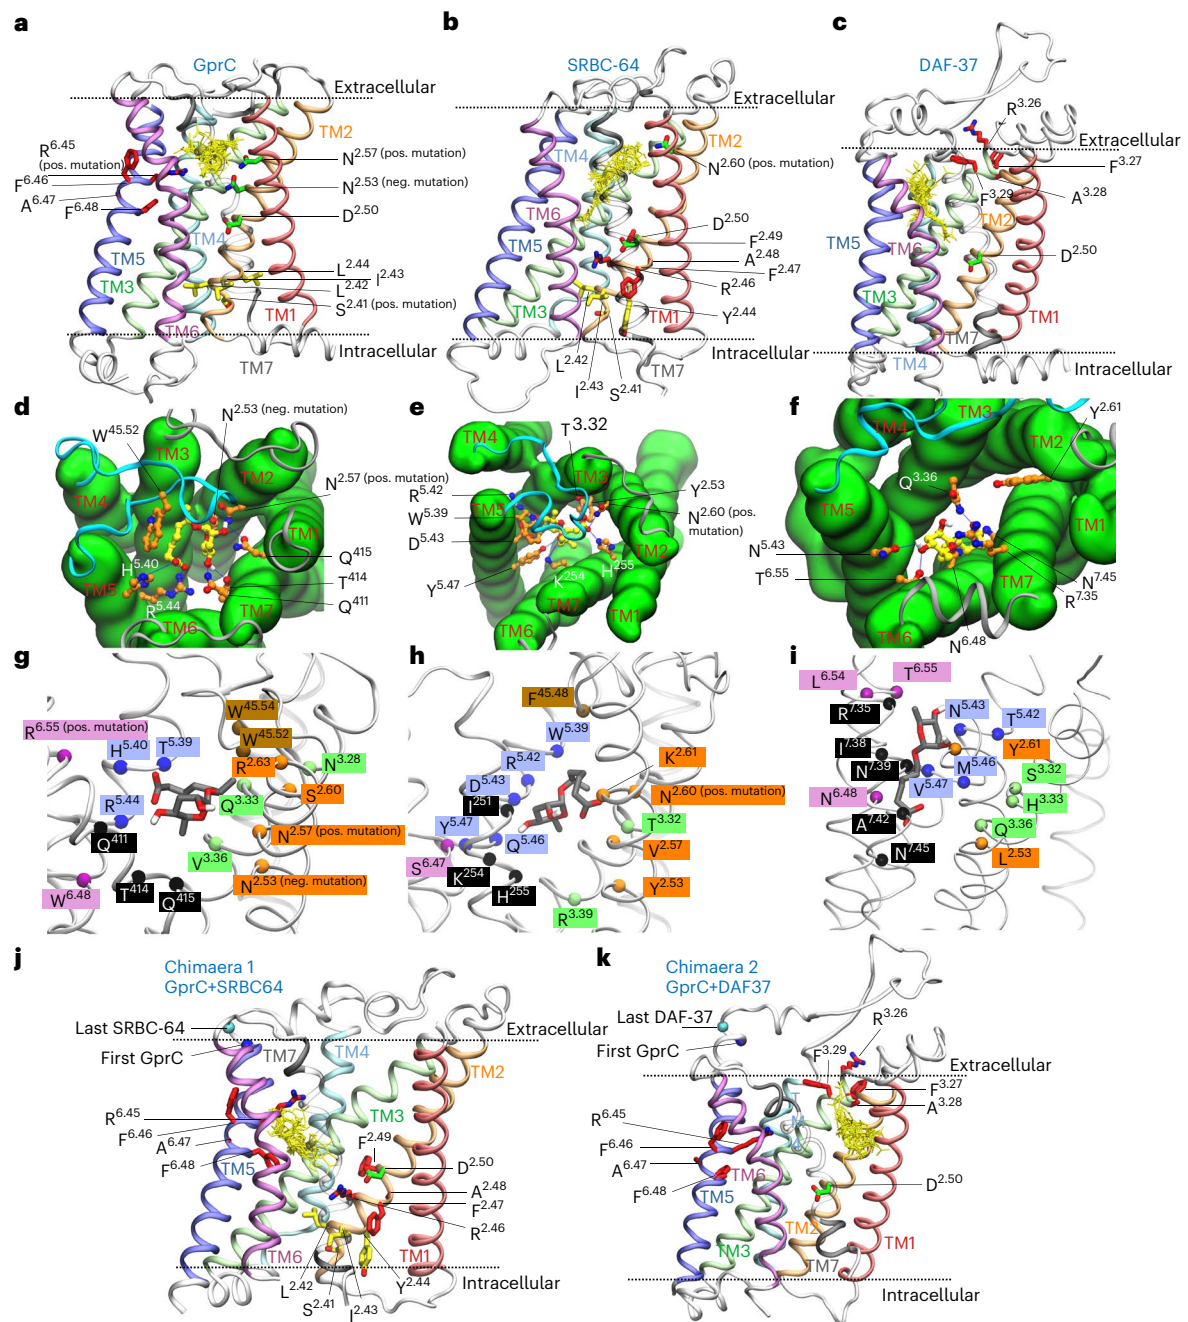 a
GprC
Extracellular
TM2
R6.45
(pos. mutation)
F6.46
A6.47
F6.48
N2.57 (pos. mutation)
N2.53 (neg. mutation)
D2.50
TM4
TM5
TM3
L2.44
I2.43
L2.42
S2.41 (pos. mutation)
TM6
TM1
Intracellular
TM7
b
SRBC-64
Extracellular
TM2
TM4
N2.60 (pos. mutation)
TM6
D2.50
TM5
F2.49
A2.48
F2.47
R2.46
TM3
Y2.44
TM1
Intracellular
L2.42
I2.43
S2.41
TM7
c
DAF-37
R3.26
Extracellular
F3.27
A3.28
F3.29
TM2
TM5
TM6
D2.50
TM3
TM1
TM7
Intracellular
TM4
d
N2.53 (neg. mutation)
W45.52
TM3
TM2
TM4
N2.57 (pos. mutation)
TM1
Q415
H5.40
TM5
T414
R5.44
Q411
TM7
TM6
e
T3.32
TM4
TM3
R5.42
TM5
Y2.53
W5.39
N2.60 (pos.
mutation)
D5.43
TM2
Y5.47
K254
H255
TM7
TM1
TM6
f
TM3
Y2.61
TM4
TM2
Q3.36
TM5
TM1
N5.43
T6.55
TM7
N7.45
R7.35
TM6
N6.48
g
W45.54
R6.55 (pos. mutation)
W45.52
H5.40
T5.39
R2.63
N3.28
R5.44
Q3.33
S2.60
Q411
N2.57 (pos. mutation)
V3.36
W6.48
T414
Q415
N2.53 (neg. mutation)
h
F45.48
W5.39
R5.42
K2.61
D5.43
I251
N2.60 (pos. mutation)
Y5.47
Q5.46
T3.32
S6.47
V2.57
K254
H255
Y2.53
R3.39
i
L6.54
T6.55
R7.35
N5.43
T5.42
I7.38
Y2.61
N7.39
M5.46
S3.32
V5.47
N6.48
H3.33
A7.42
Q3.36
N7.45
L2.53
j
Chimaera 1
GprC+SRBC64
Last SRBC-64
Extracellular
First GprC
TM7
TM4
TM2
R6.45
TM3
F6.46
A6.47
F2.49
F6.48
TM5
D2.50
A2.48
F2.47
R2.46
TM6
TM1
L2.42
Y2.44
Intracellular
S2.41
I2.43
k
Chimaera 2
GprC+DAF37
Last DAF-37
R3.26
First GprC
F3.29
Extracellular
F3.27
A3.28
R6.45
F6.46
A6.47
TM6
F6.48
TM5
D2.50
TM2
TM3
TM1
TM7
Intracellular